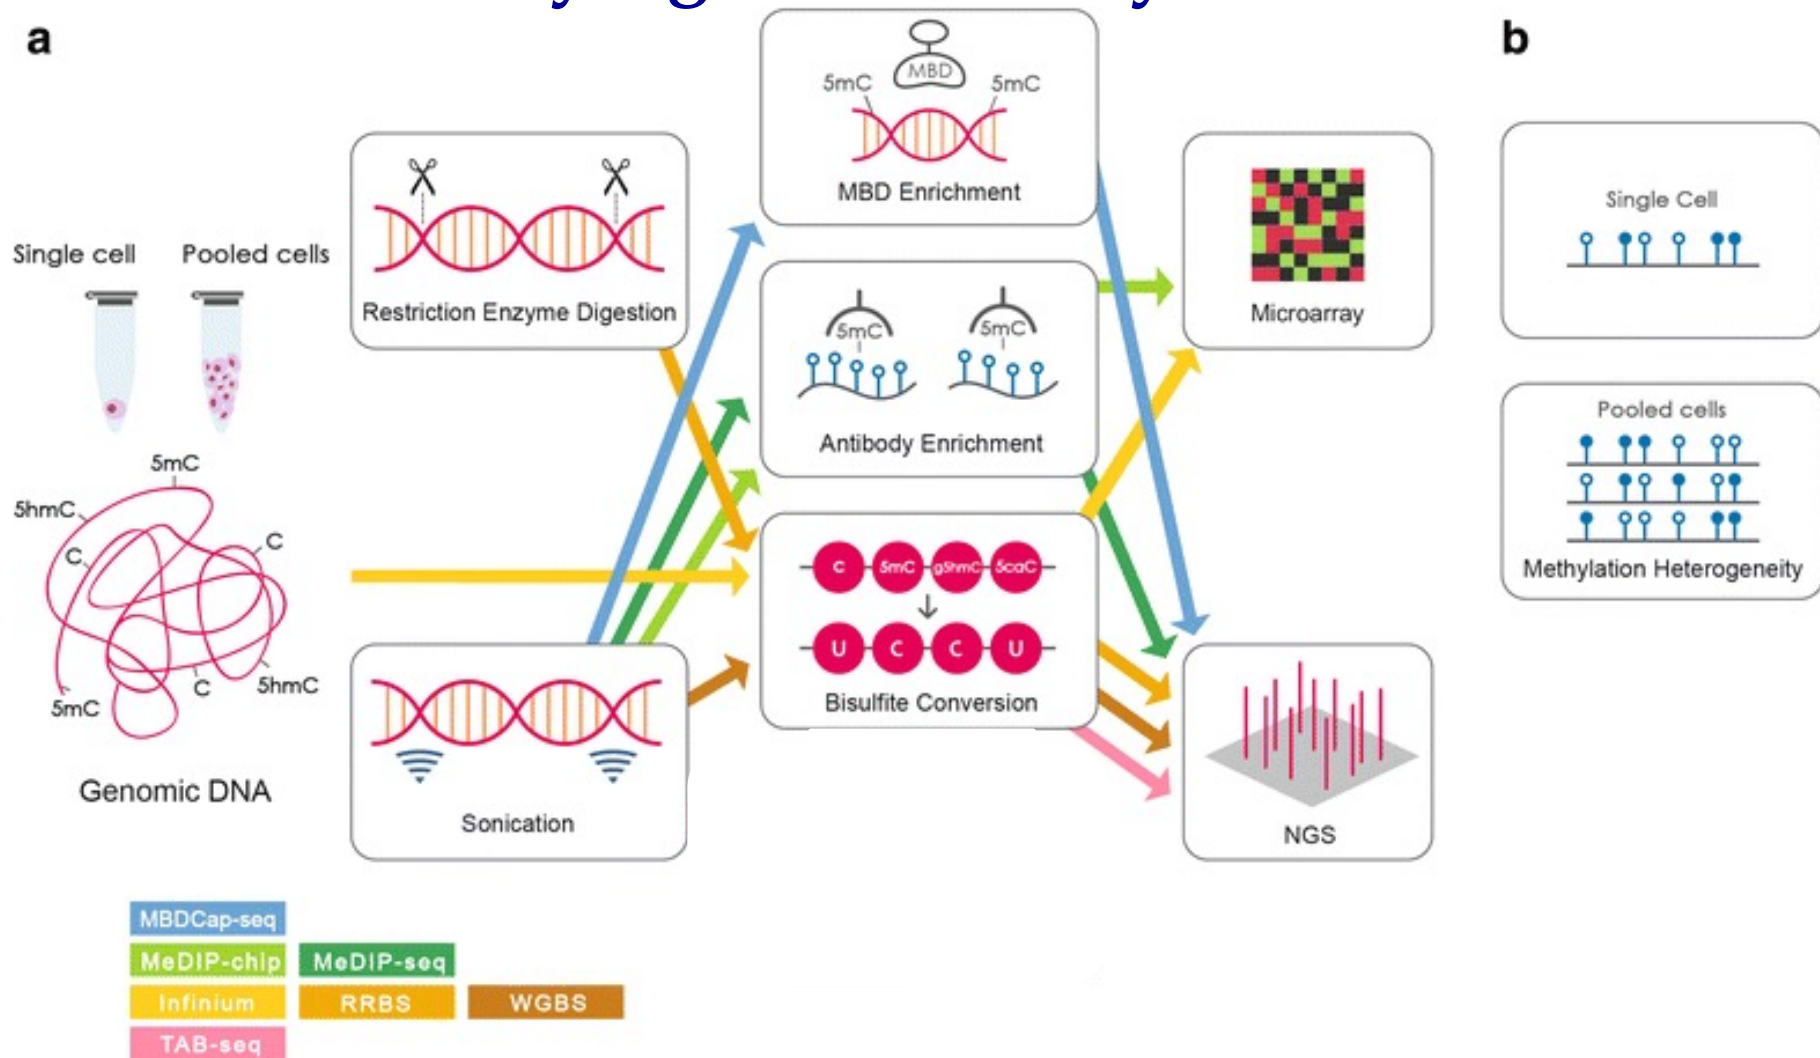 a
b
Single cell
Pooled cells
5mC
5hmC
C
C
C
5hmC
5mC
Genomic DNA
Restriction Enzyme Digestion
Sonication
MBD
5mC
5mC
MBD Enrichment
5mC
5mC
Antibody Enrichment
C 5mC g5hmC 5caC
U C C U
Bisulfite Conversion
Microarray
NGS
Single Cell
Pooled cells
Methylation Heterogeneity
MBDCap-seq
MeDIP-chip MeDIP-seq
Infinium RRBS WGBS
TAB-seq